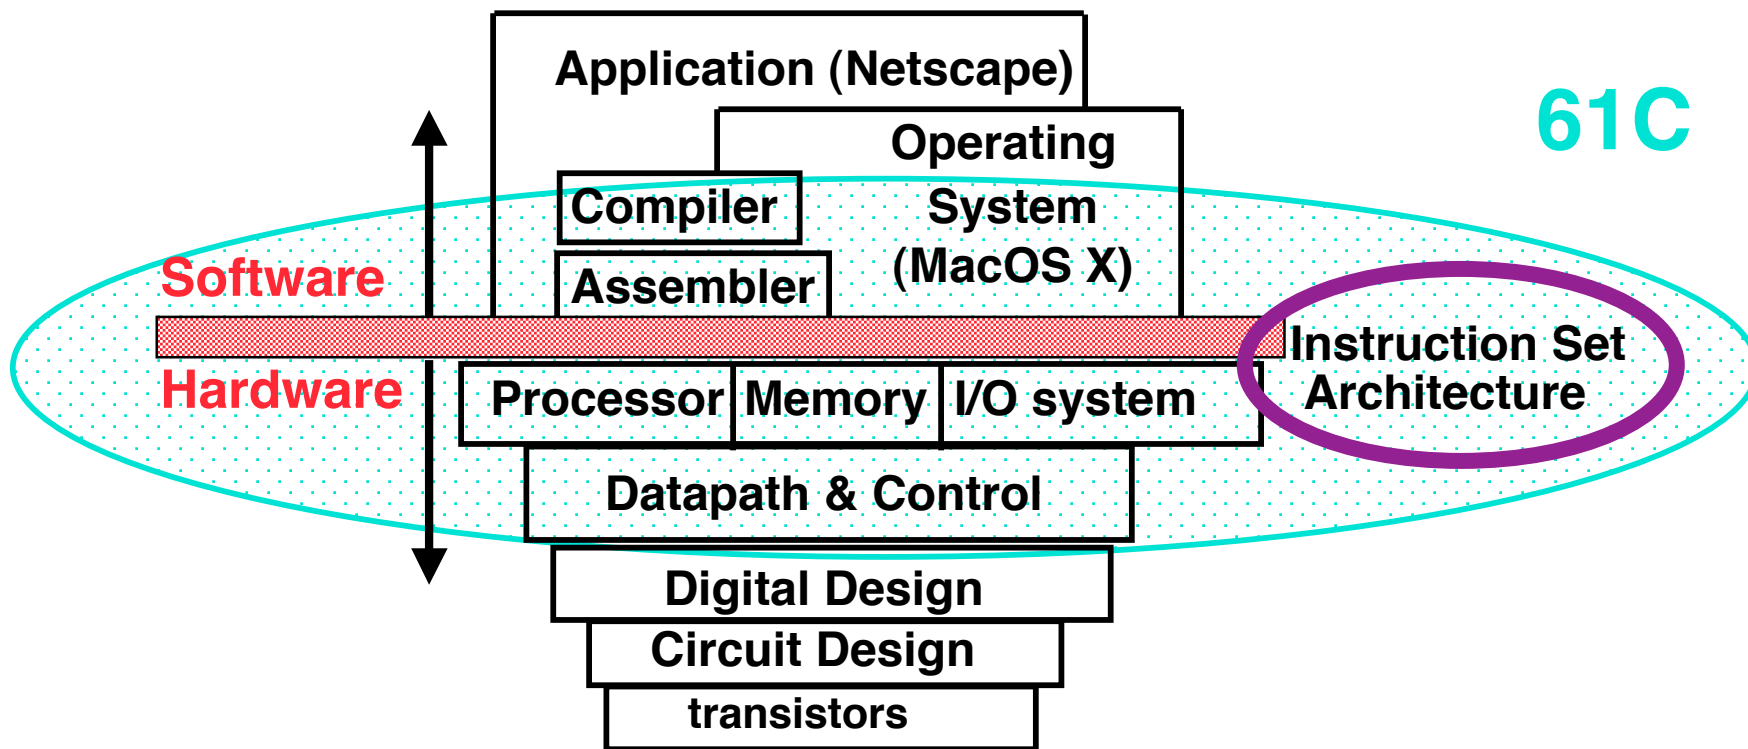 Application (Netscape)
61C
Operating
System
(MacOS X)
Compiler
Assembler
Software
Hardware
Instruction Set
Architecture
Processor
Memory
I/O system
Datapath & Control
Digital Design
Circuit Design
transistors